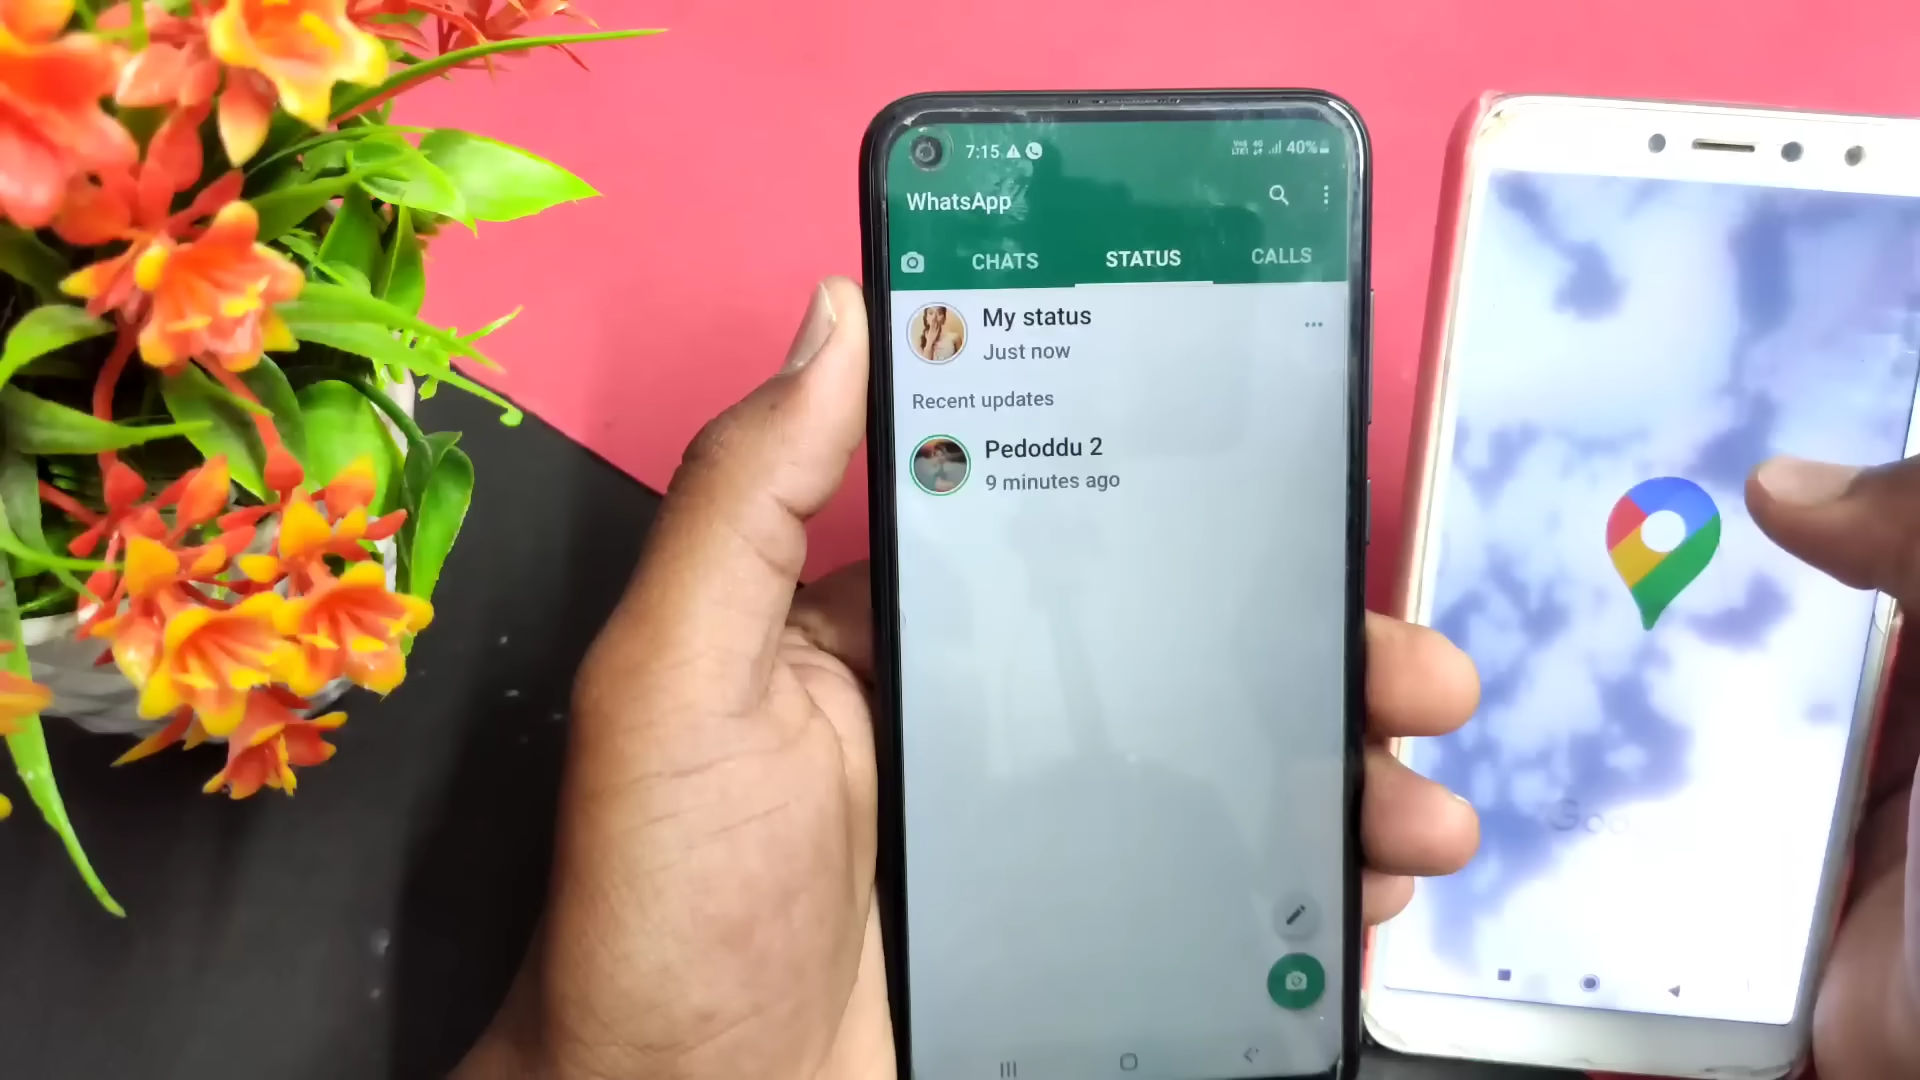 7:15
40%
WhatsApp
CHATS STATUS CALLS
My status
Just now
Recent updates
Pedoddu 2
9 minutes ago